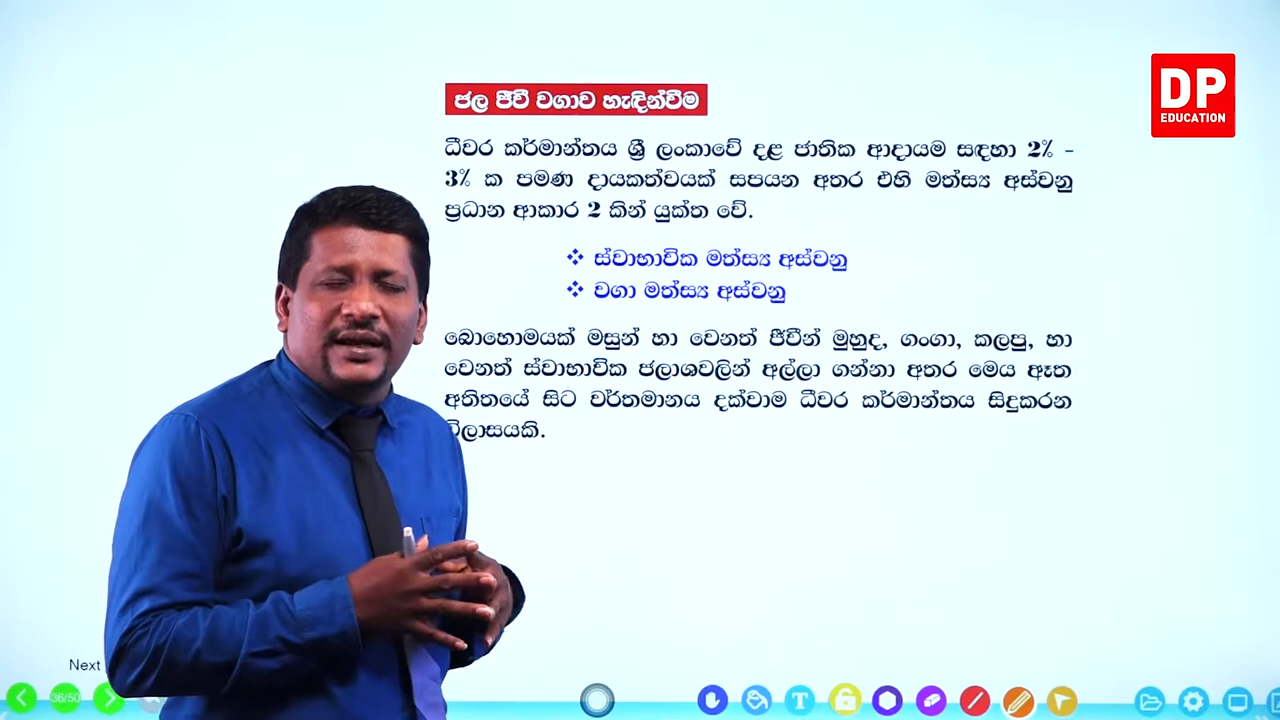 DP
EDUCATION
ජල ජීවී වගාව හැඳින්වීම
ධීවර කර්මාන්තය ශ්‍රී ලංකාවේ දළ ජාතික ආදායම සඳහා 2% -
3% ක පමණ දායකත්වයක් සපයන අතර එහි මත්ස්‍ය අස්වනු
ප්‍රධාන ආකාර 2 කින් යුක්ත වේ.
❖ ස්වාභාවික මත්ස්‍ය අස්වනු
❖ වගා මත්ස්‍ය අස්වනු
බොහොමයක් මසුන් හා වෙනත් ජීවීන් මුහුද, ගංගා, කලපු, හා
වෙනත් ස්වාභාවික ජලාශවලින් අල්ලා ගන්නා අතර මෙය ඈත
අතිතයේ සිට වර්තමානය දක්වාම ධීවර කර්මාන්තය සිදුකරන
Next
36/50